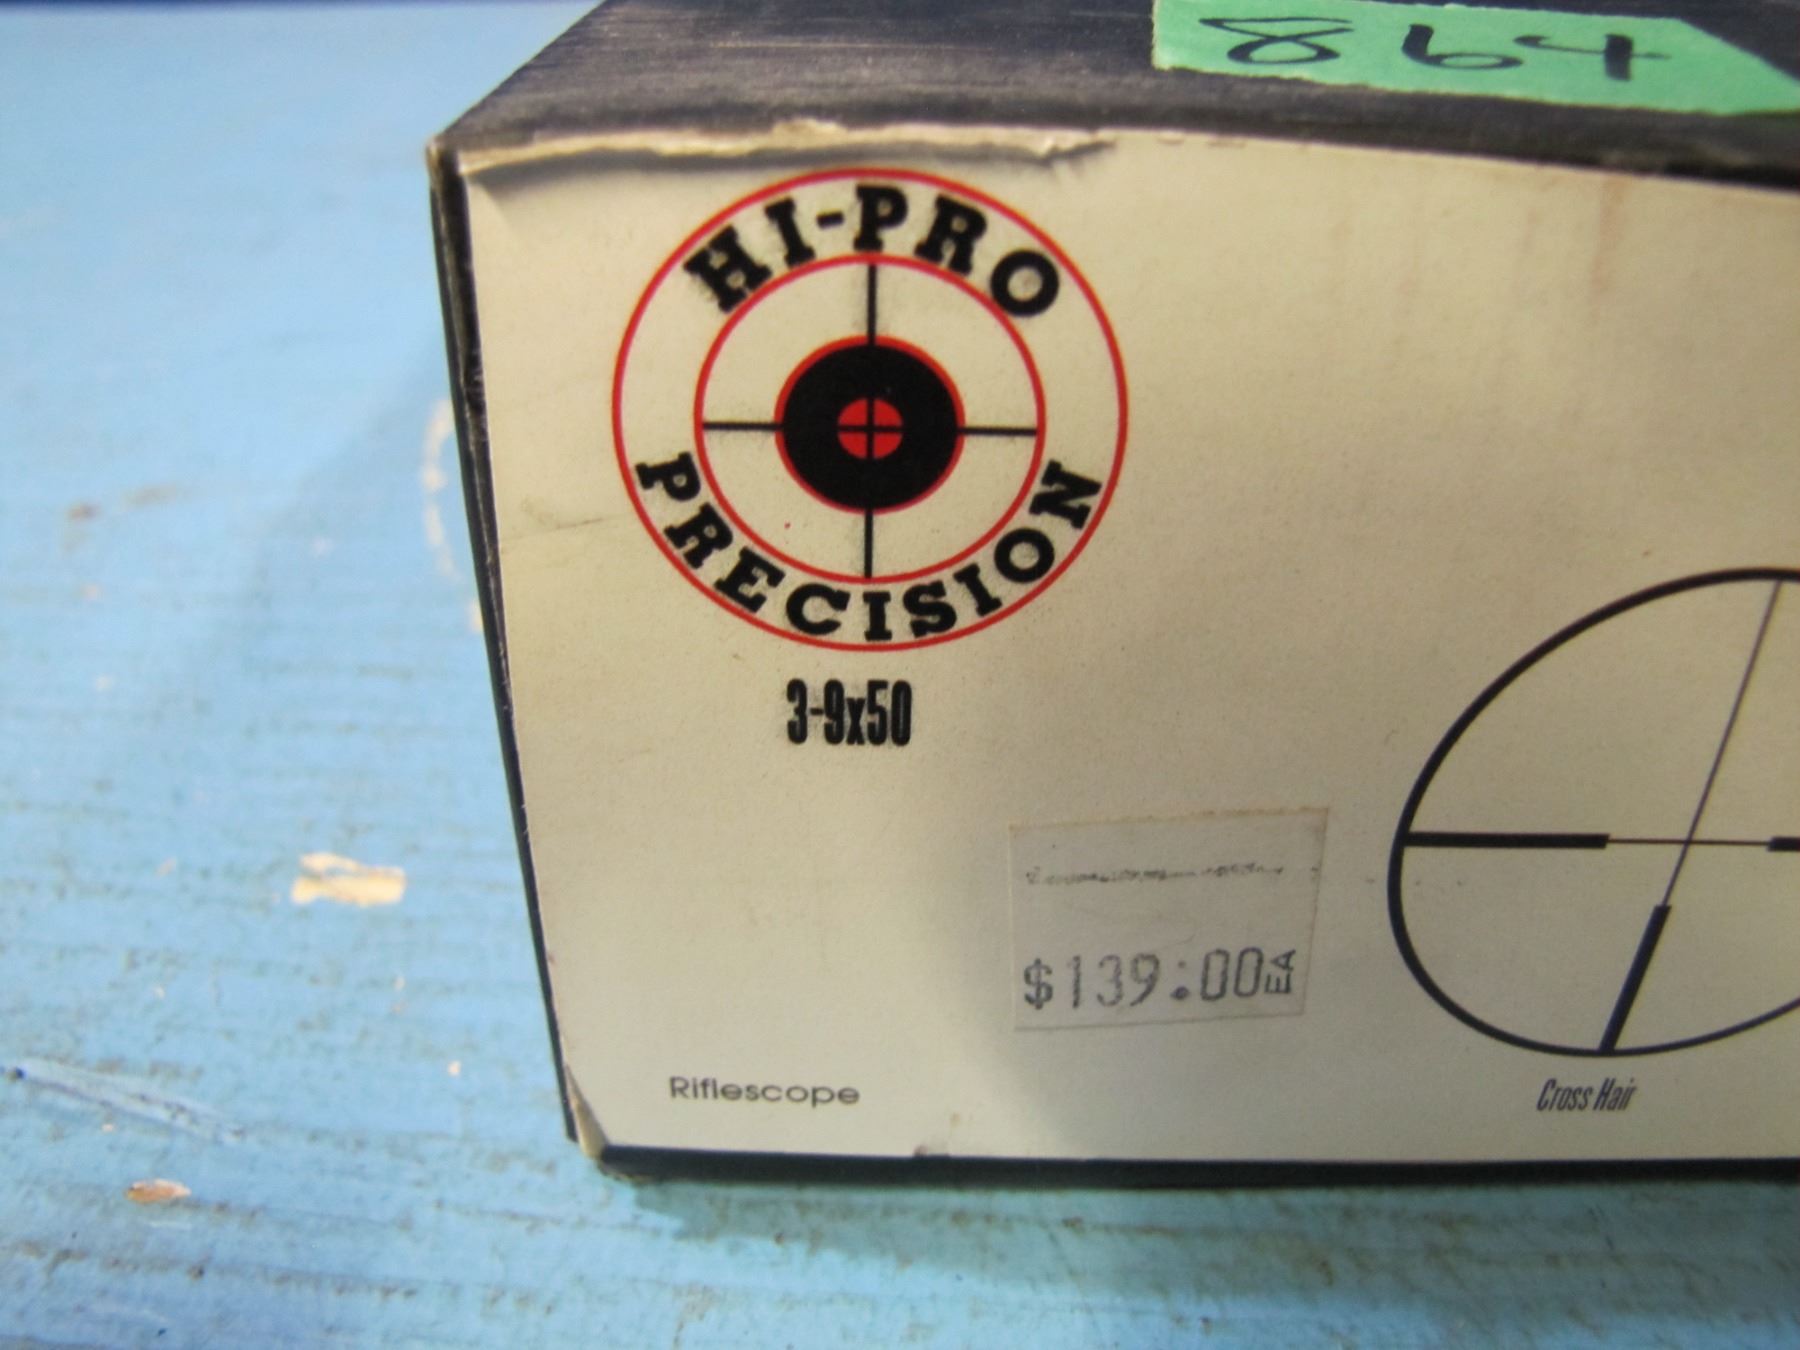 864
HI-PRO
PRECISION
3-9x50
$139.00EA
Riflescope
Cross Hair